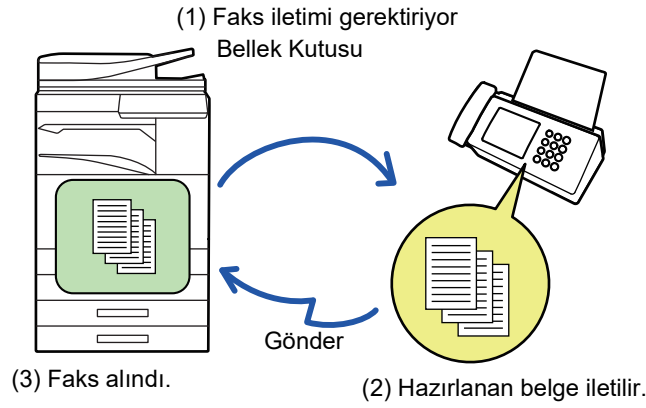 (1) Faks iletimi gerektiriyor
Bellek Kutusu
Gönder
(3) Faks alındı.
(2) Hazırlanan belge iletilir.